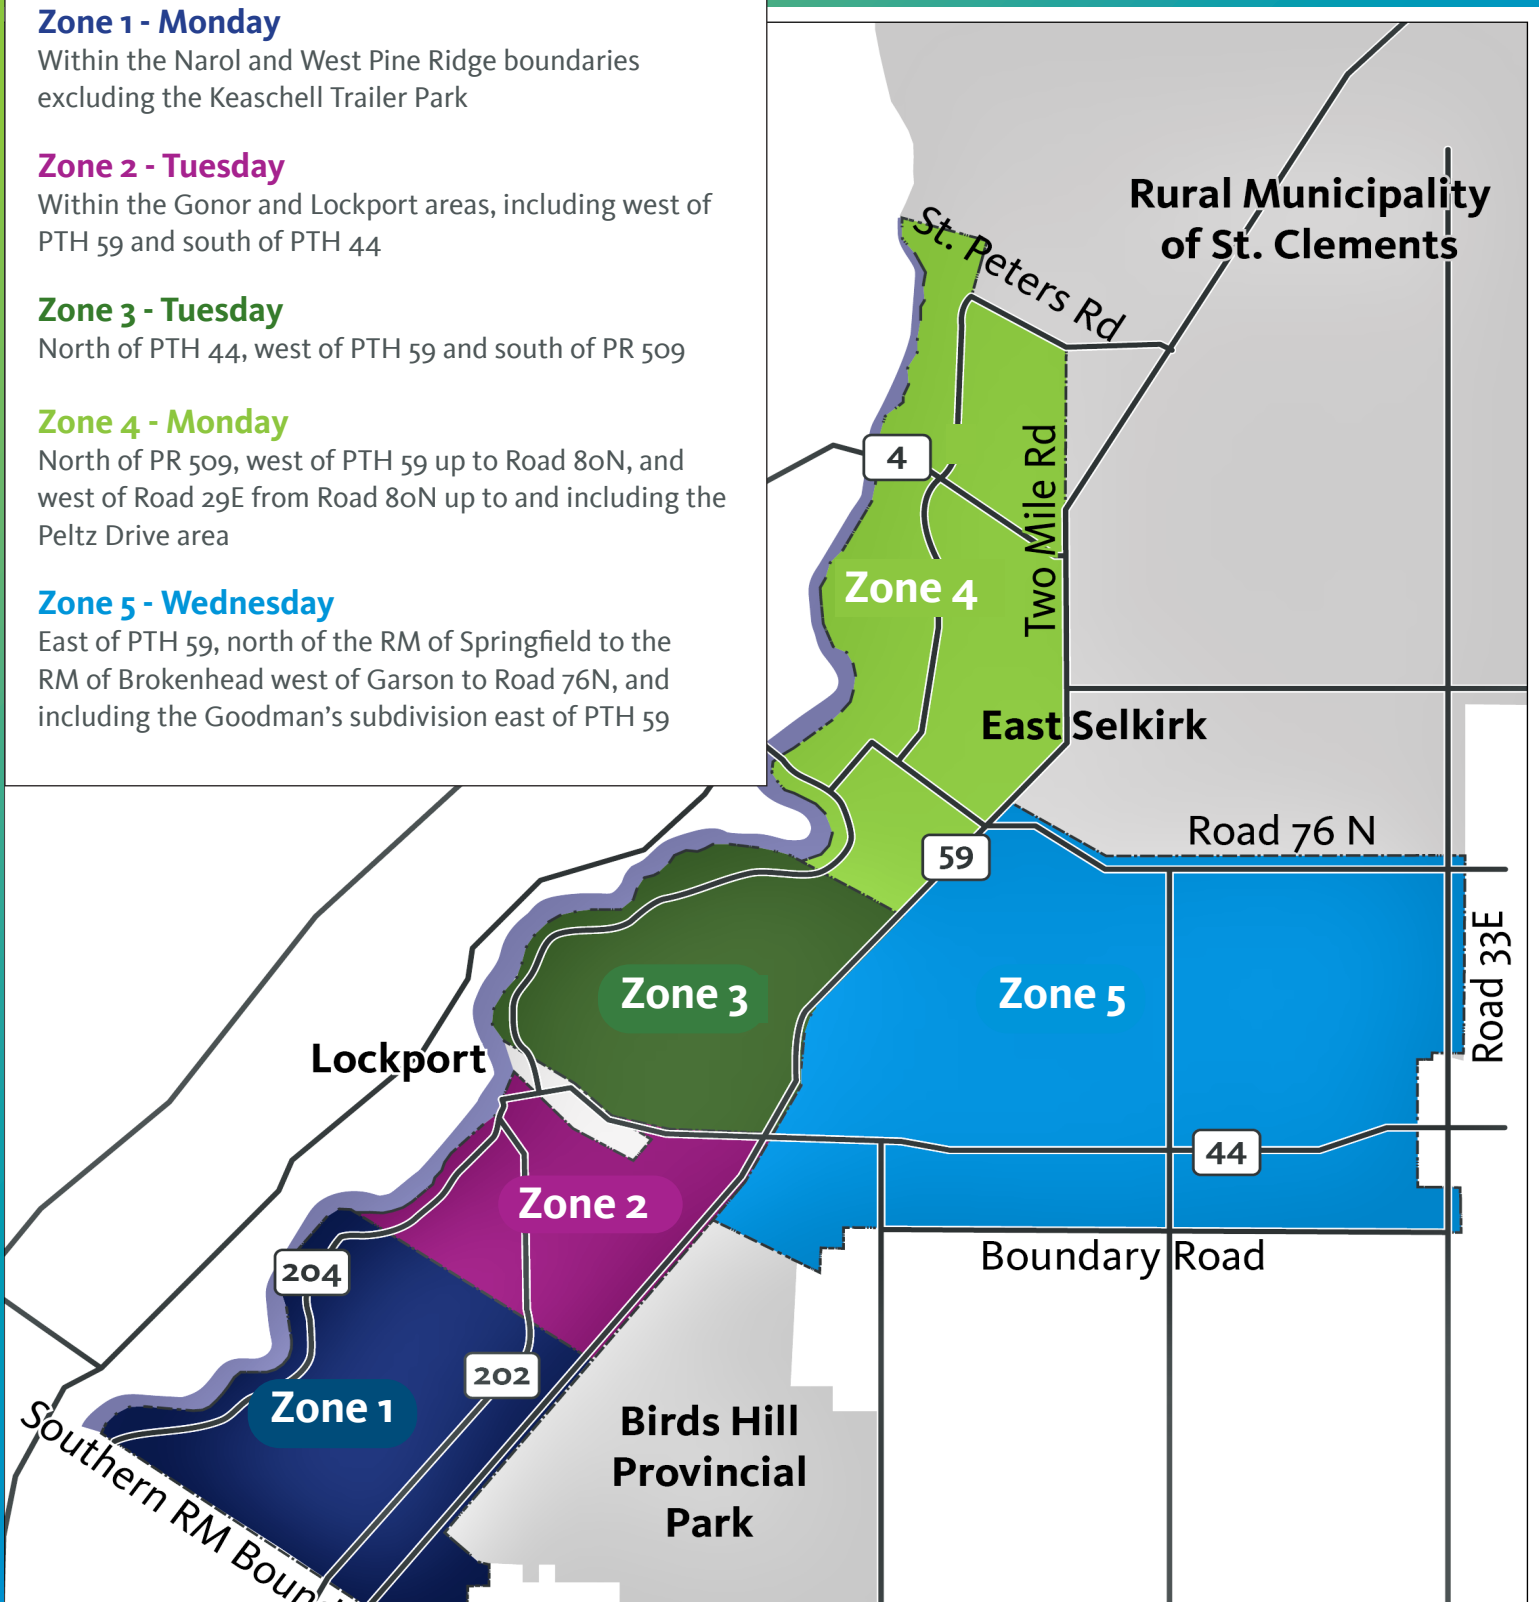 Zone 1 - Monday
Within the Narol and West Pine Ridge boundaries
excluding the Keaschell Trailer Park
Zone 2 - Tuesday
Within the Gonor and Lockport areas, including west of
PTH 59 and south of PTH 44
Zone 3 - Tuesday
North of PTH 44, west of PTH 59 and south of PR 509
Zone 4 - Monday
North of PR 509, west of PTH 59 up to Road 80N, and
west of Road 29E from Road 80N up to and including the
Peltz Drive area
Zone 5 - Wednesday
East of PTH 59, north of the RM of Springfield to the
RM of Brokenhead west of Garson to Road 76N, and
including the Goodman's subdivision east of PTH 59
Rural Municipality
of St. Clements
St. Peters Rd
4
Two Mile Rd
Zone 4
East Selkirk
Road 76 N
59
Road 33E
Zone 3
Zone 5
Lockport
44
Zone 2
Boundary Road
204
202
Zone 1
Birds Hill
Provincial
Park
Southern RM